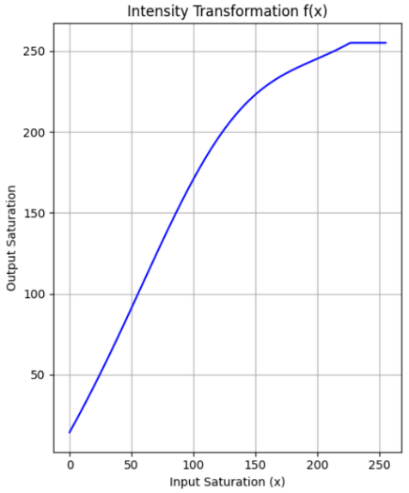 Intensity Transformation f(x)
250
200
150
100
50
Output Saturation
0 50 100 150 200 250
Input Saturation (x)